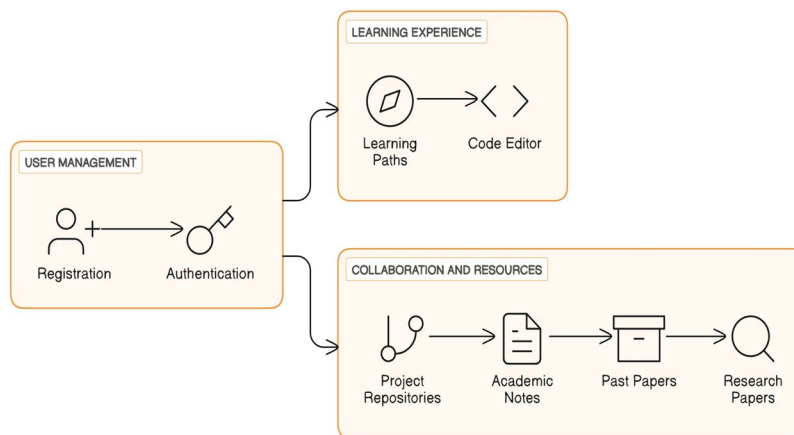 LEARNING EXPERIENCE
Learning
Paths
Code Editor
USER MANAGEMENT
Registration
Authentication
COLLABORATION AND RESOURCES
Project
Repositories
Academic
Notes
Past Papers
Research
Papers